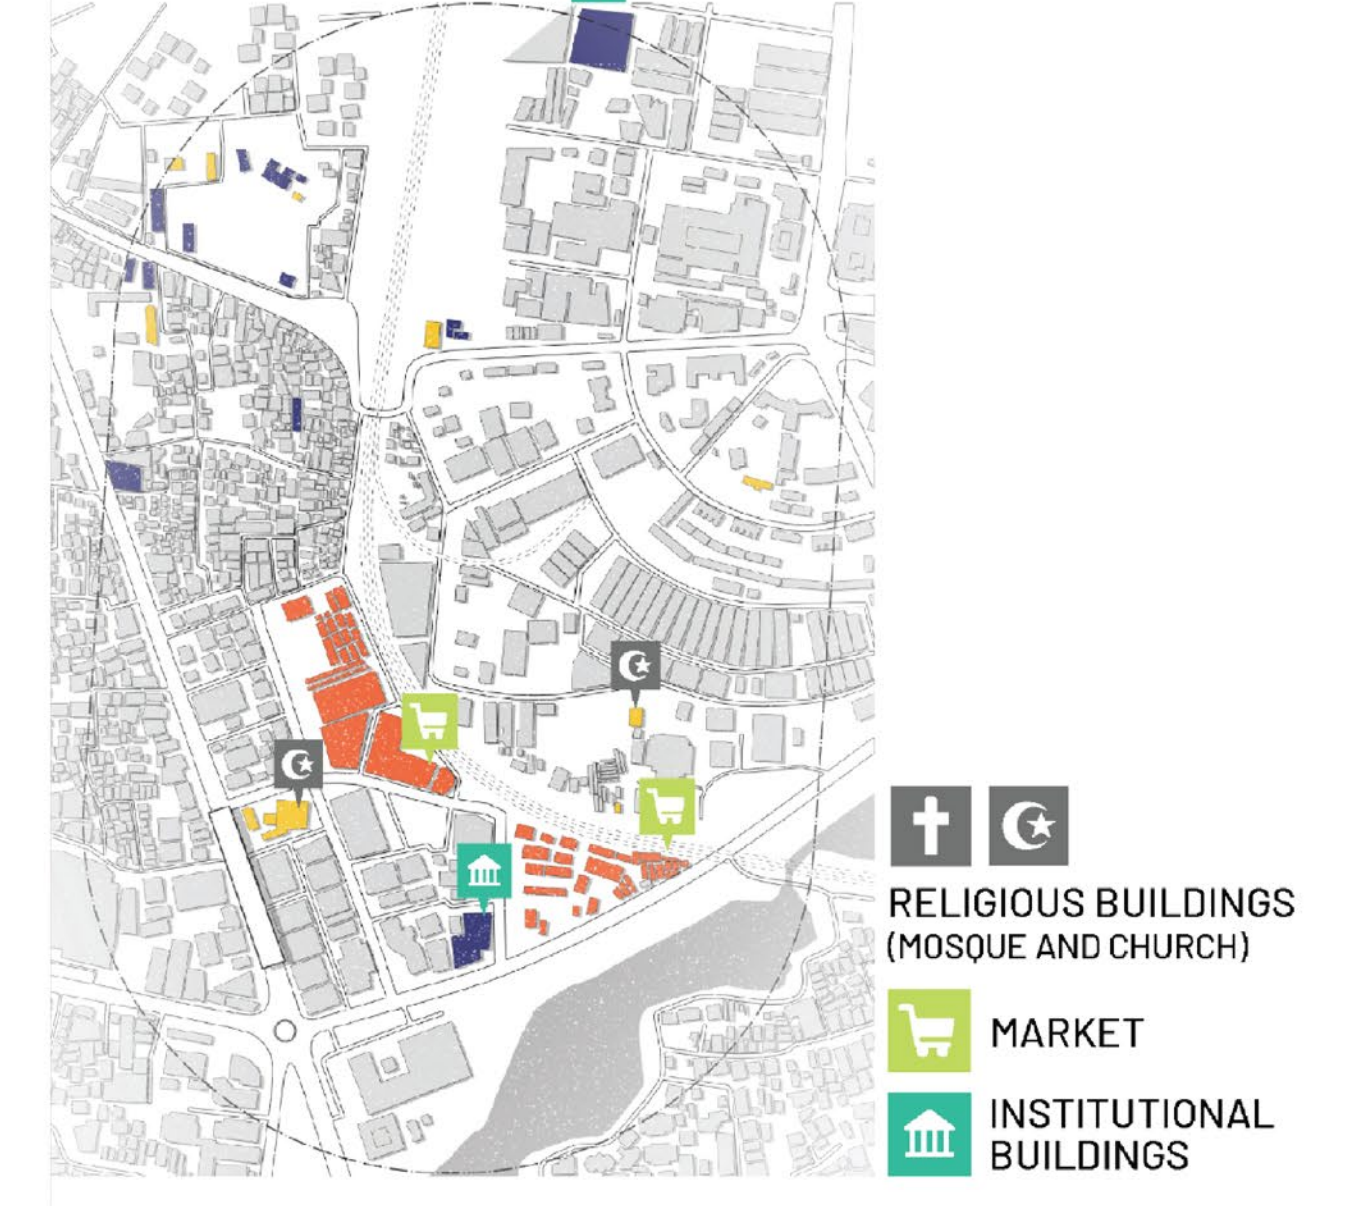 RELIGIOUS BUILDINGS
(MOSQUE AND CHURCH)
MARKET
INSTITUTIONAL
BUILDINGS